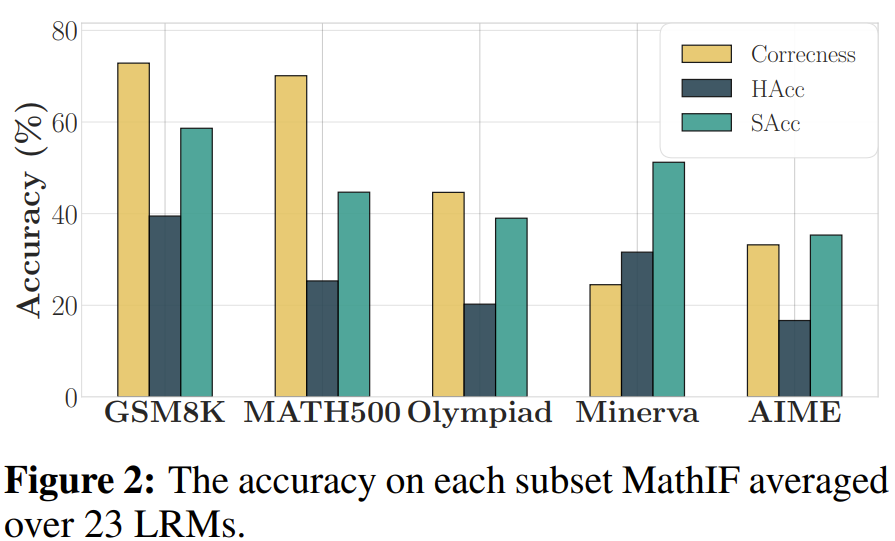 80
60
40
20
0
Accuracy (%)
Correcness
HAcc
SAcc
GSM8K MATH500 Olympiad Minerva AIME
Figure 2: The accuracy on each subset MathIF averaged
over 23 LRMs.